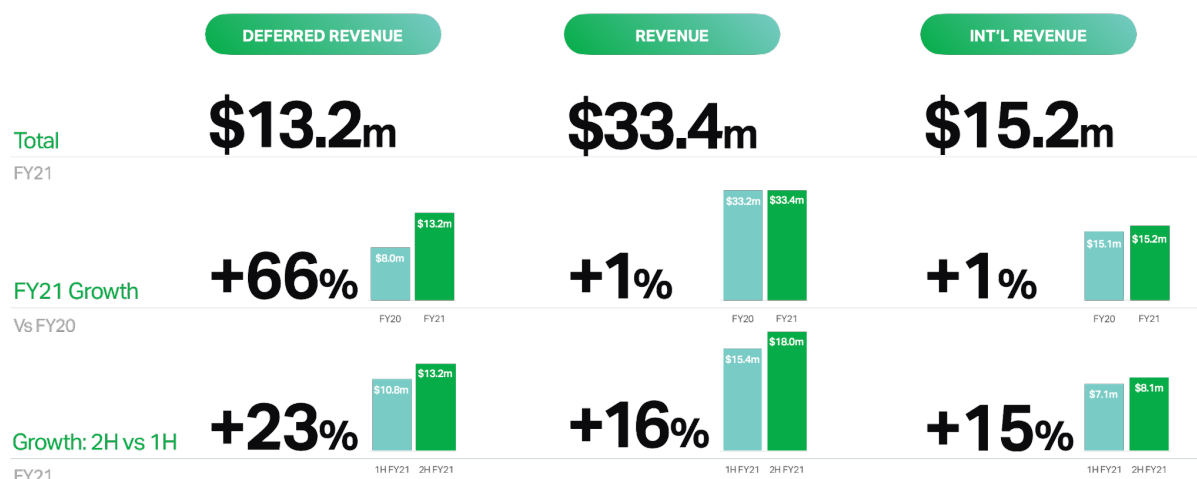 DEFERRED REVENUE REVENUE INT'L REVENUE
Total $13.2m $33.4m $15.2m
FY21
$33.2m $33.4m
$13.2m
$15.1m $15.2m
$8.0m
FY21 Growth +66% +1% +1%
Vs FY20 FY20 FY21 FY20 FY21 FY20 FY21
$18.0m
$15.4m
$13.2m
$10.8m
$7.1m $8.1m
Growth: 2H vs 1H +23% +16% +15%
FY21 1H FY21 2H FY21 1H FY21 2H FY21 1H FY21 2H FY21